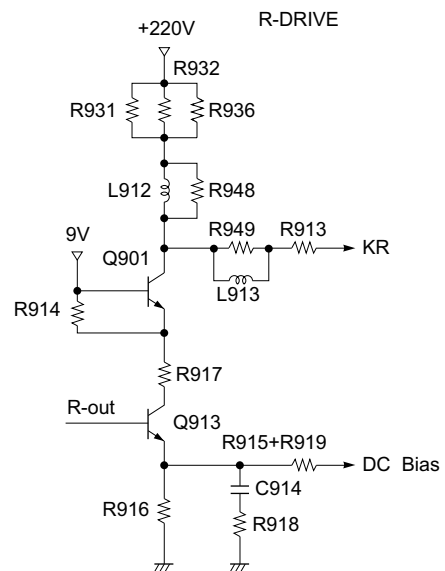 R-DRIVE
+220V
R932
R931
R936
L912
R948
R949
R913
KR
9V
Q901
L913
R914
R917
R-out
Q913
R915+R919
DC Bias
C914
R916
R918